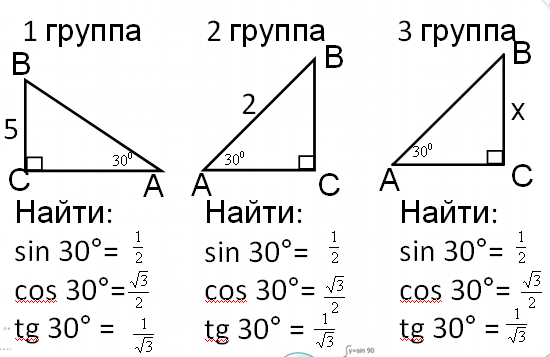 1 группа 2 группа 3 группа
B B B
5 2 x
30⁰ 30⁰ 30⁰
C A A C A C
Найти: Найти: Найти:
sin 30°= 1/2 sin 30°= 1/2 sin 30°= 1/2
cos 30°= √3/2 cos 30°= √3/2 cos 30°= √3/2
tg 30° = 1/√3 tg 30° = 1/√3 tg 30° = 1/√3
y=sin 90